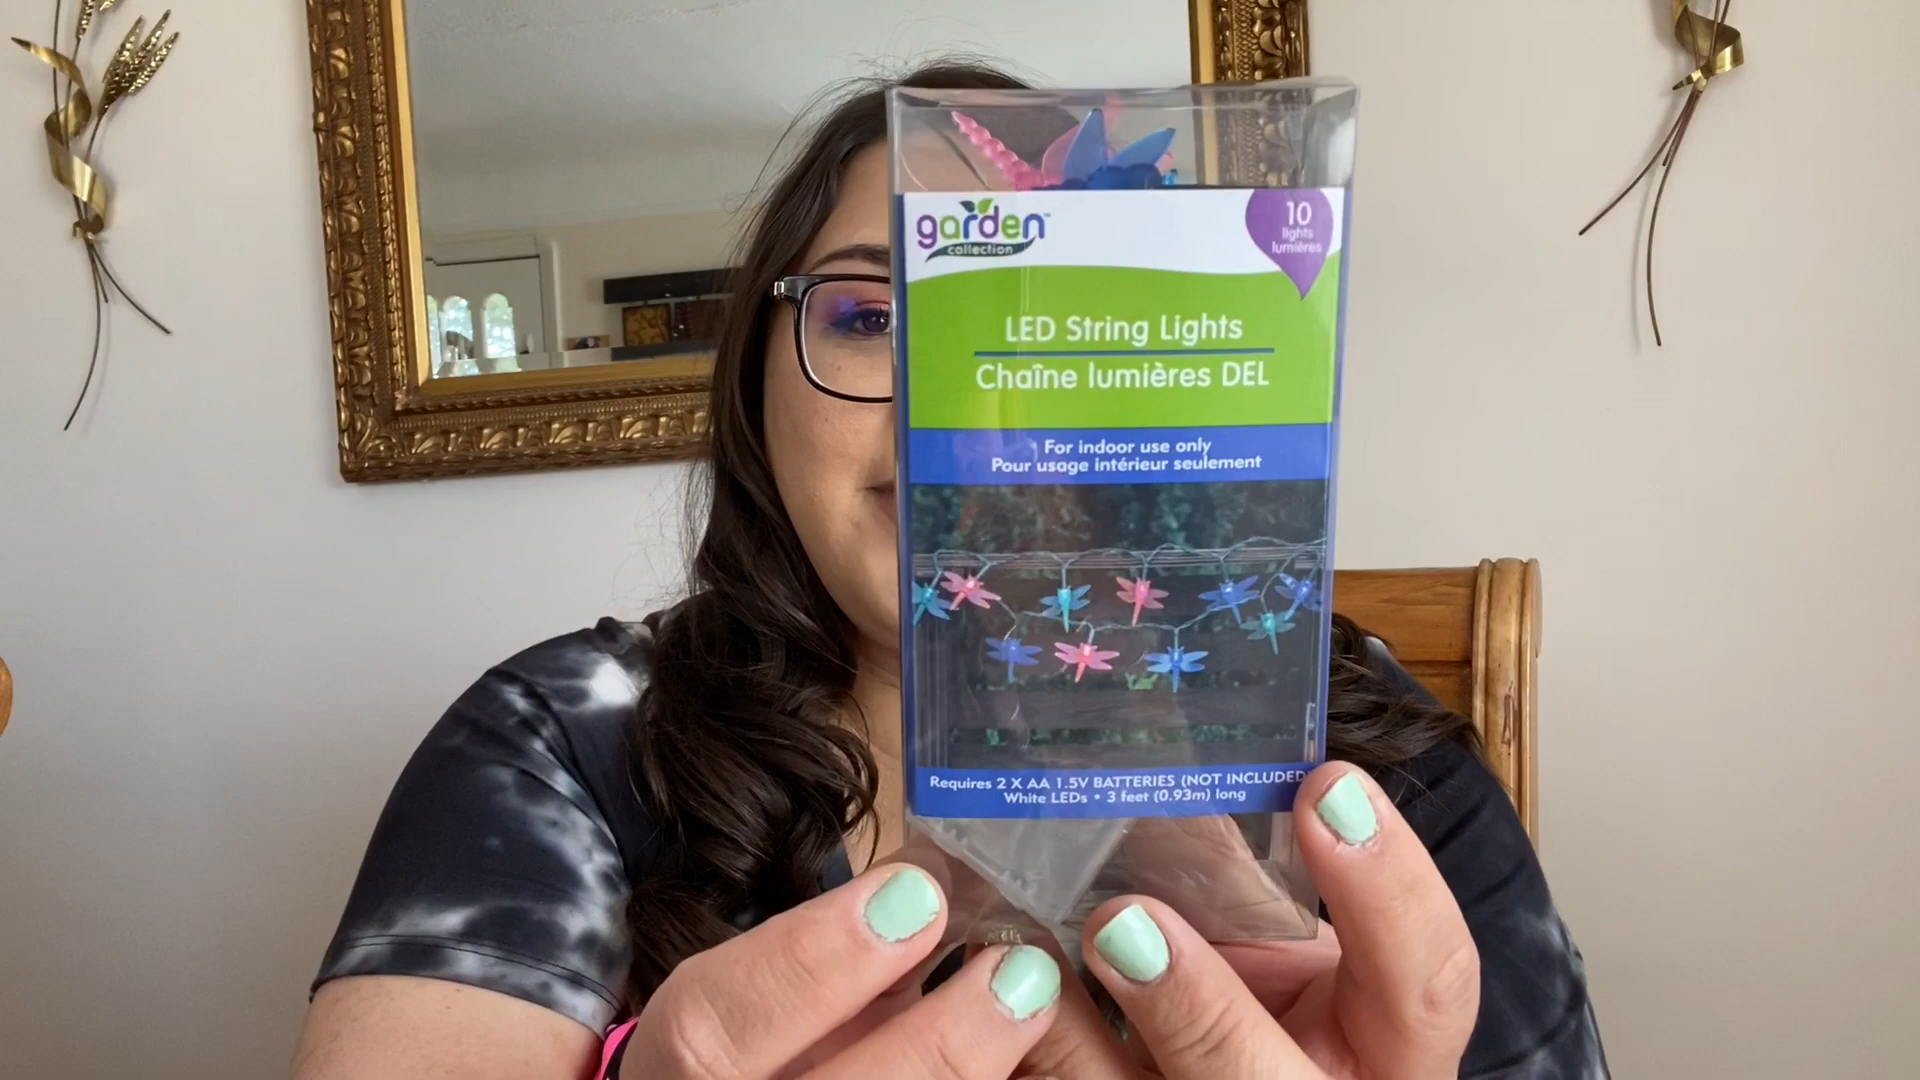 garden™
collection
10
lights
lumières
LED String Lights
Chaîne lumières DEL
For indoor use only
Pour usage intérieur seulement
Requires 2 X AA 1.5V BATTERIES (NOT INCLUDED)
White LEDs • 3 feet (0.93m) long